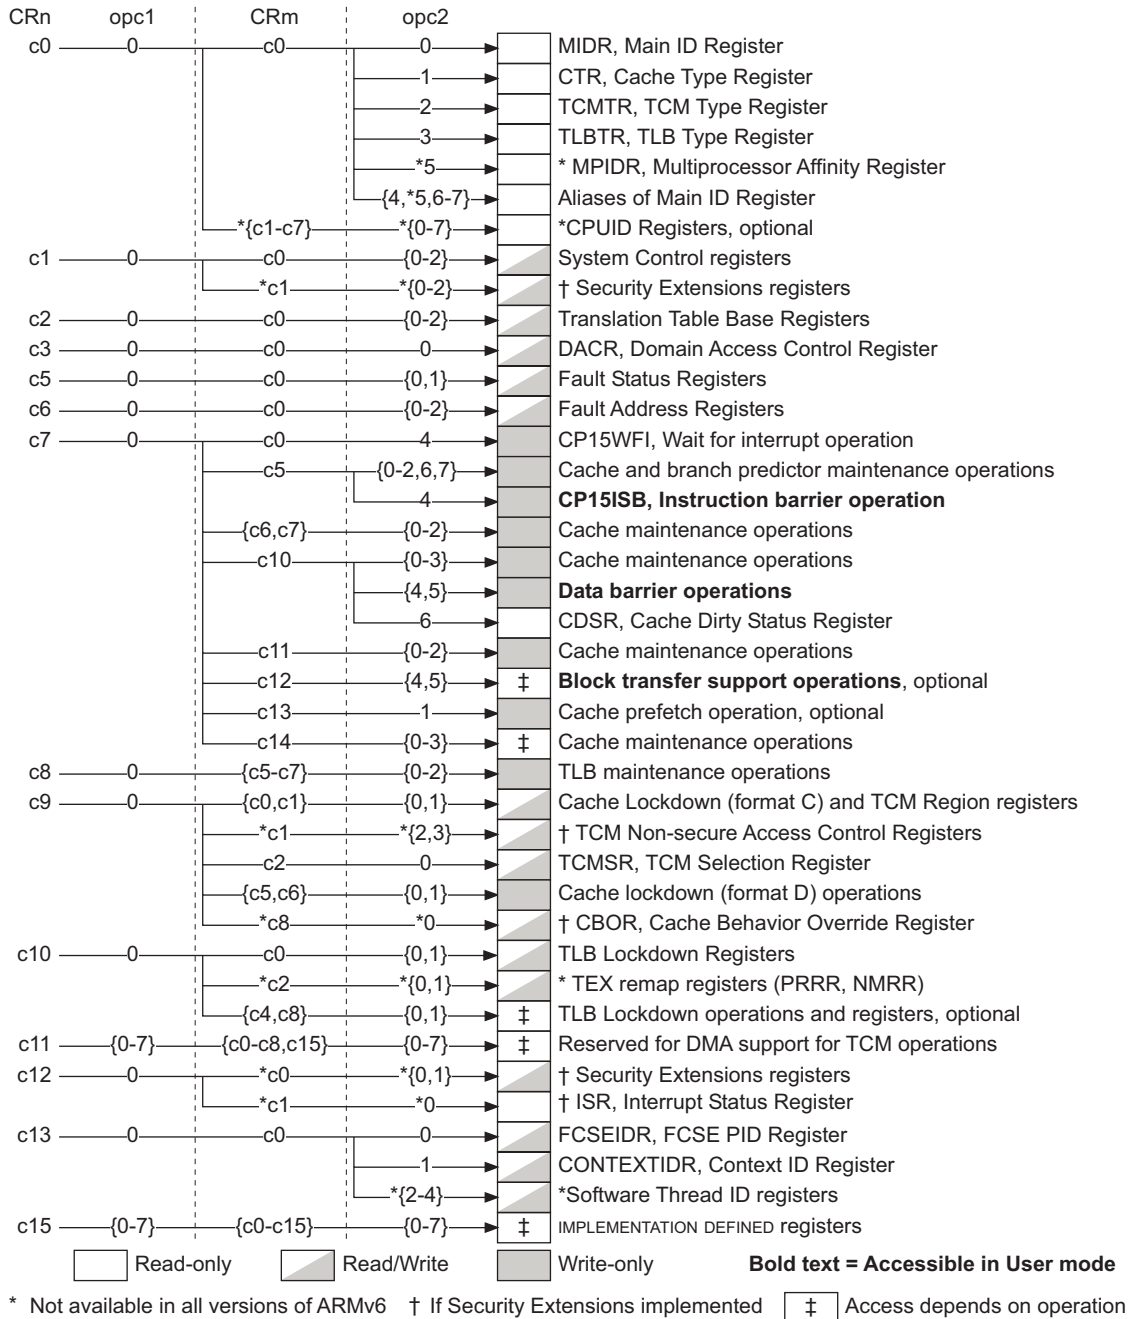 CRn opc1 CRm opc2
c0 0 c0 0 MIDR, Main ID Register
1 CTR, Cache Type Register
2 TCMTR, TCM Type Register
3 TLBTR, TLB Type Register
*5 * MPIDR, Multiprocessor Affinity Register
{4,*5,6-7} Aliases of Main ID Register
*{c1-c7} *{0-7} *CPUID Registers, optional
c1 0 c0 {0-2} System Control registers
*c1 *{0-2} † Security Extensions registers
c2 0 c0 {0-2} Translation Table Base Registers
c3 0 c0 0 DACR, Domain Access Control Register
c5 0 c0 {0,1} Fault Status Registers
c6 0 c0 {0-2} Fault Address Registers
c7 0 c0 4 CP15WFI, Wait for interrupt operation
c5 {0-2,6,7} Cache and branch predictor maintenance operations
4 CP15ISB, Instruction barrier operation
{c6,c7} {0-2} Cache maintenance operations
c10 {0-3} Cache maintenance operations
{4,5} Data barrier operations
6 CDSR, Cache Dirty Status Register
c11 {0-2} Cache maintenance operations
c12 {4,5} ‡ Block transfer support operations, optional
c13 1 Cache prefetch operation, optional
c14 {0-3} ‡ Cache maintenance operations
c8 0 {c5-c7} {0-2} TLB maintenance operations
c9 0 {c0,c1} {0,1} Cache Lockdown (format C) and TCM Region registers
*c1 *{2,3} † TCM Non-secure Access Control Registers
c2 0 TCMSR, TCM Selection Register
{c5,c6} {0,1} Cache lockdown (format D) operations
*c8 *0 † CBOR, Cache Behavior Override Register
c10 0 c0 {0,1} TLB Lockdown Registers
*c2 *{0,1} * TEX remap registers (PRRR, NMRR)
{c4,c8} {0,1} ‡ TLB Lockdown operations and registers, optional
c11 {0-7} {c0-c8,c15} {0-7} ‡ Reserved for DMA support for TCM operations
c12 0 *c0 *{0,1} † Security Extensions registers
*c1 *0 † ISR, Interrupt Status Register
c13 0 c0 0 FCSEIDR, FCSE PID Register
1 CONTEXTIDR, Context ID Register
*{2-4} *Software Thread ID registers
c15 {0-7} {c0-c15} {0-7} ‡ IMPLEMENTATION DEFINED registers
Read-only Read/Write Write-only Bold text = Accessible in User mode
* Not available in all versions of ARMv6 † If Security Extensions implemented ‡ Access depends on operation